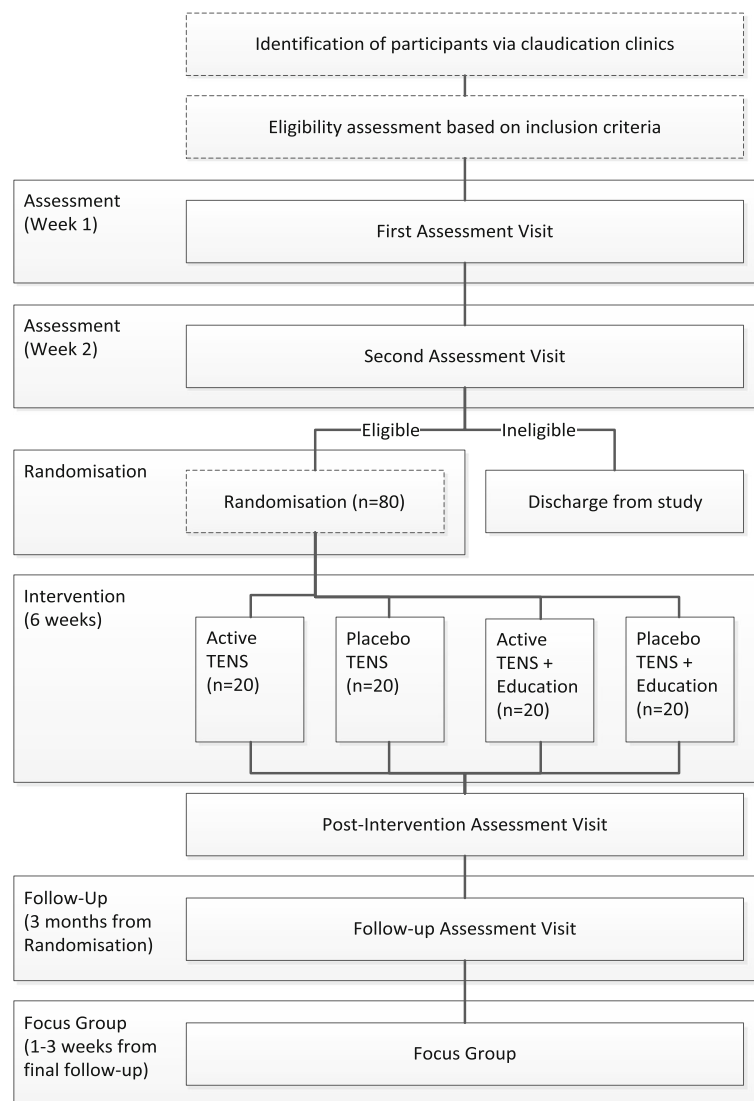 Identification of participants via claudication clinics
Eligibility assessment based on inclusion criteria
Assessment
(Week 1)
First Assessment Visit
Assessment
(Week 2)
Second Assessment Visit
Eligible
Ineligible
Randomisation
Randomisation (n=80)
Discharge from study
Intervention
(6 weeks)
Active
TENS
(n=20)
Placebo
TENS
(n=20)
Active
TENS +
Education
(n=20)
Placebo
TENS +
Education
(n=20)
Post-Intervention Assessment Visit
Follow-Up
(3 months from
Randomisation)
Follow-up Assessment Visit
Focus Group
(1-3 weeks from
final follow-up)
Focus Group